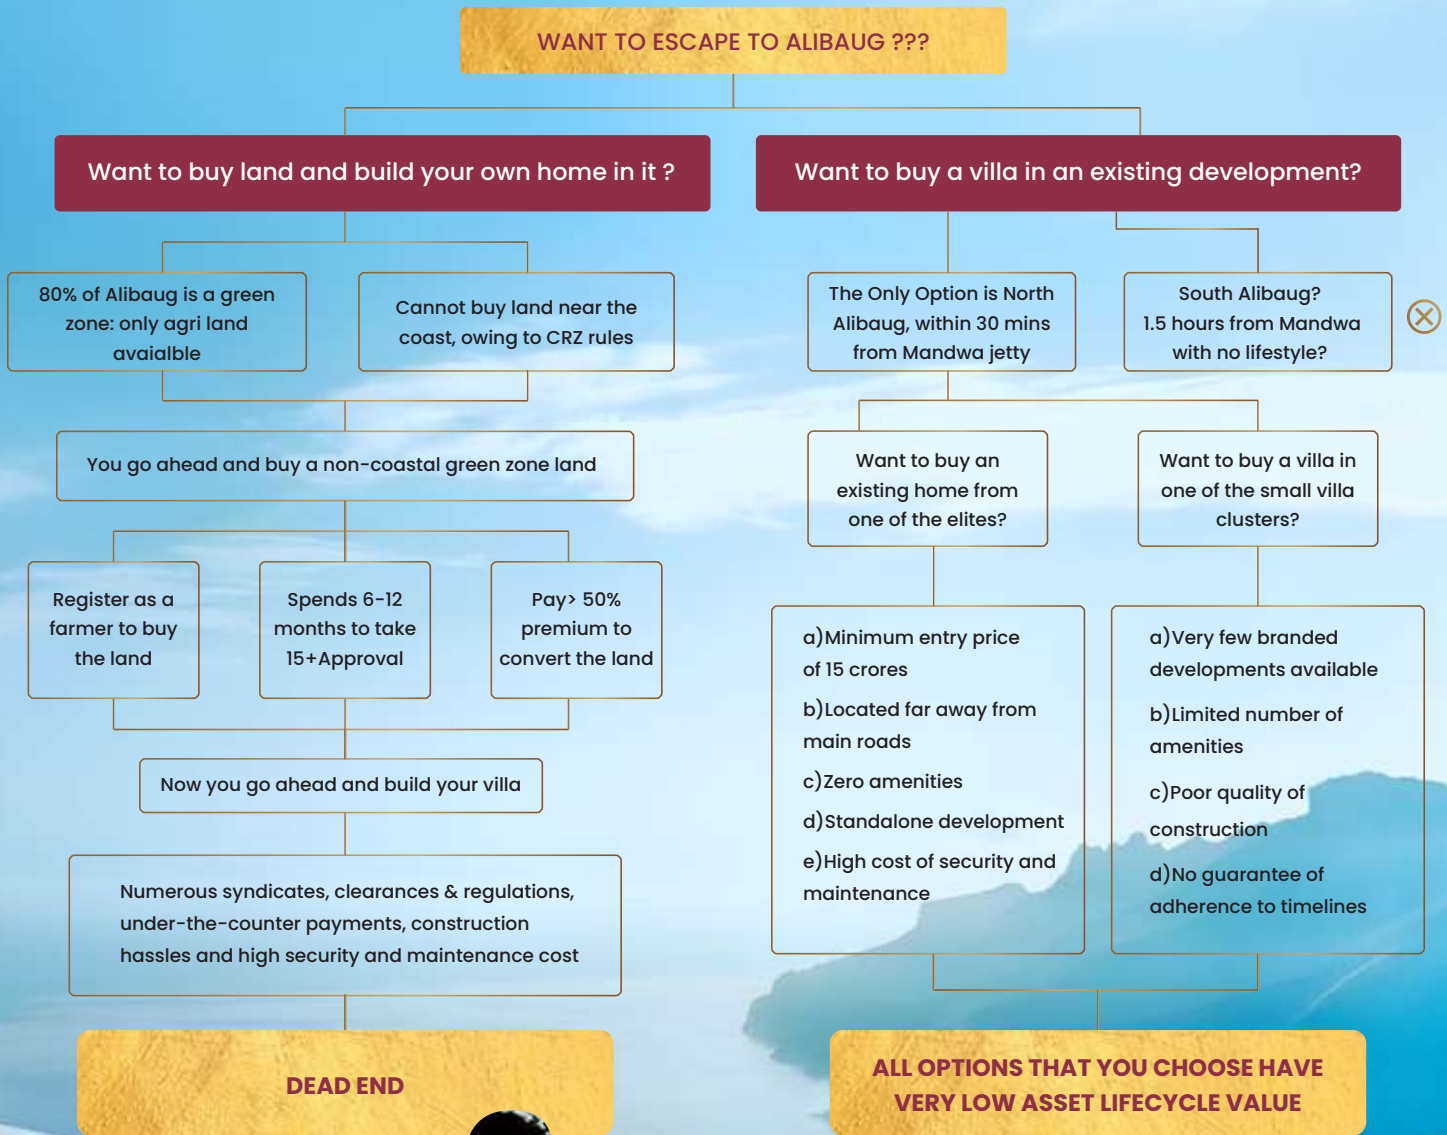 WANT TO ESCAPE TO ALIBAUG ???
Want to buy land and build your own home in it ?
Want to buy a villa in an existing development?
80% of Alibaug is a green
zone: only agri land
avaialble
Cannot buy land near the
coast, owing to CRZ rules
The Only Option is North
Alibaug, within 30 mins
from Mandwa jetty
South Alibaug?
1.5 hours from Mandwa
with no lifestyle?
You go ahead and buy a non-coastal green zone land
Want to buy an
existing home from
one of the elites?
Want to buy a villa in
one of the small villa
clusters?
Register as a
farmer to buy
the land
Spends 6-12
months to take
15+Approval
Pay> 50%
premium to
convert the land
a)Minimum entry price
of 15 crores
b)Located far away from
main roads
c)Zero amenities
d)Standalone development
e)High cost of security and
maintenance
a)Very few branded
developments available
b)Limited number of
amenities
c)Poor quality of
construction
d)No guarantee of
adherence to timelines
Now you go ahead and build your villa
Numerous syndicates, clearances & regulations,
under-the-counter payments, construction
hassles and high security and maintenance cost
DEAD END
ALL OPTIONS THAT YOU CHOOSE HAVE
VERY LOW ASSET LIFECYCLE VALUE